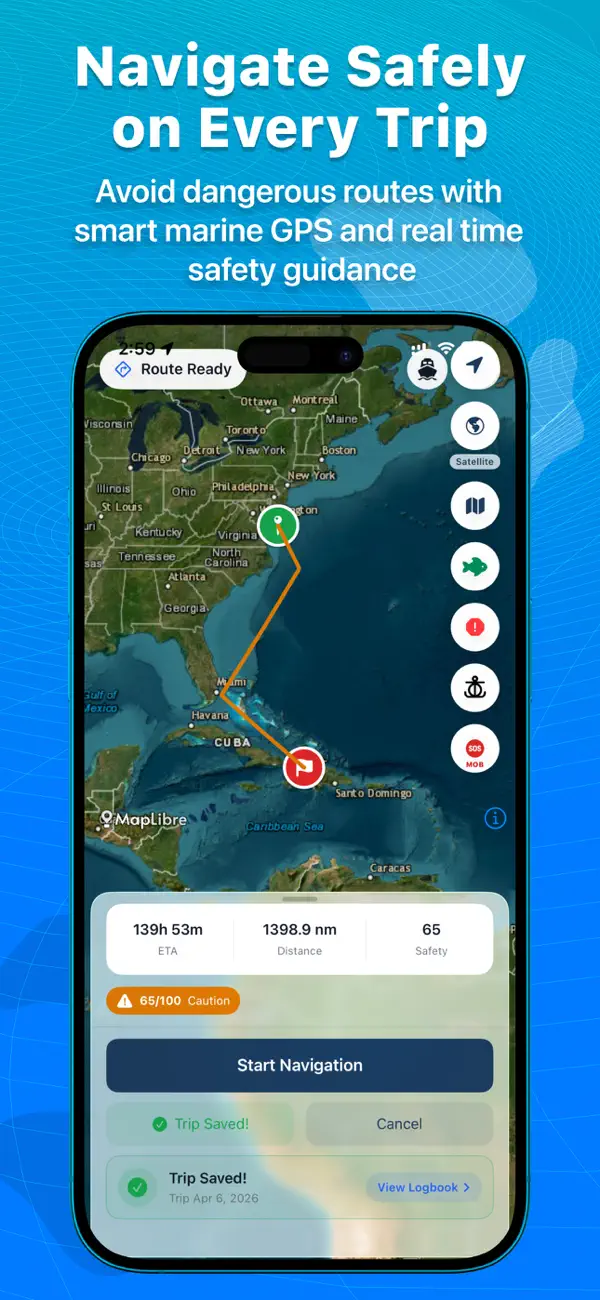 Navigate Safely
on Every Trip
Avoid dangerous routes with
smart marine GPS and real time
safety guidance
2:59
Route Ready
Ottawa
Montreal
Wisconsin
Toronto
Maine
Chicago
Detroit
New York
Boston
New York
Illinois
Ohio
Philadelphia
St Louis
ngton
uri
Kentucky
Virginia
Tennessee
North
Carolina
sas
Atlanta
Georgia
Miami
Gulf of
Mexico
Havana
CUBA
Santo Domingo
MapLibre
Caribbean Sea
Caracas
Satellite
SOS
MOB
139h 53m
1398.9 nm
65
ETA
Distance
Safety
65/100 Caution
Start Navigation
Trip Saved!
Cancel
Trip Saved!
Trip Apr 6, 2026
View Logbook